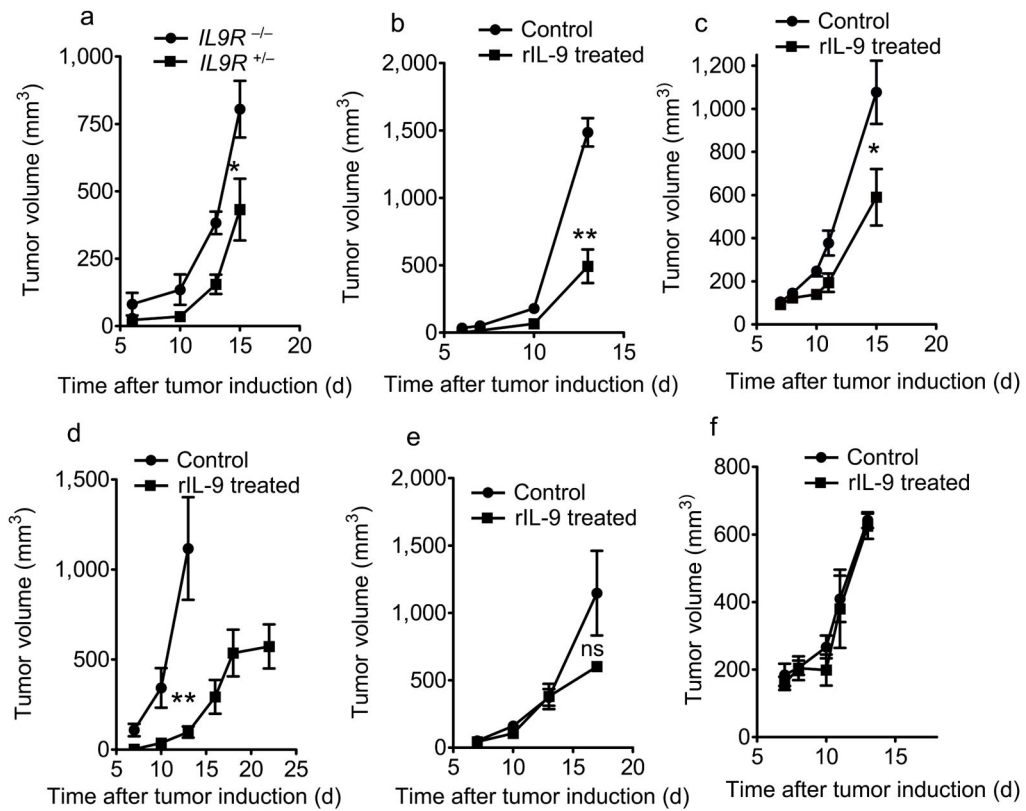 a
IL9R −/−
IL9R +/−
1,000
750
500
250
0
5 10 15 20
*
Tumor volume (mm3)
Time after tumor induction (d)
b
Control
rIL-9 treated
2,000
1,500
1,000
500
0
5 10 15
**
Tumor volume (mm3)
Time after tumor induction (d)
c
Control
rIL-9 treated
1,200
1,000
800
600
400
200
0
5 10 15 20
*
Tumor volume (mm3)
Time after tumor induction (d)
d
Control
rIL-9 treated
1,500
1,000
500
0
5 10 15 20 25
**
Tumor volume (mm3)
Time after tumor induction (d)
e
Control
rIL-9 treated
2,000
1,500
1,000
500
0
5 10 15 20
ns
Tumor volume (mm3)
Time after tumor induction (d)
f
Control
rIL-9 treated
800
600
400
200
0
5 10 15
Tumor volume (mm3)
Time after tumor induction (d)